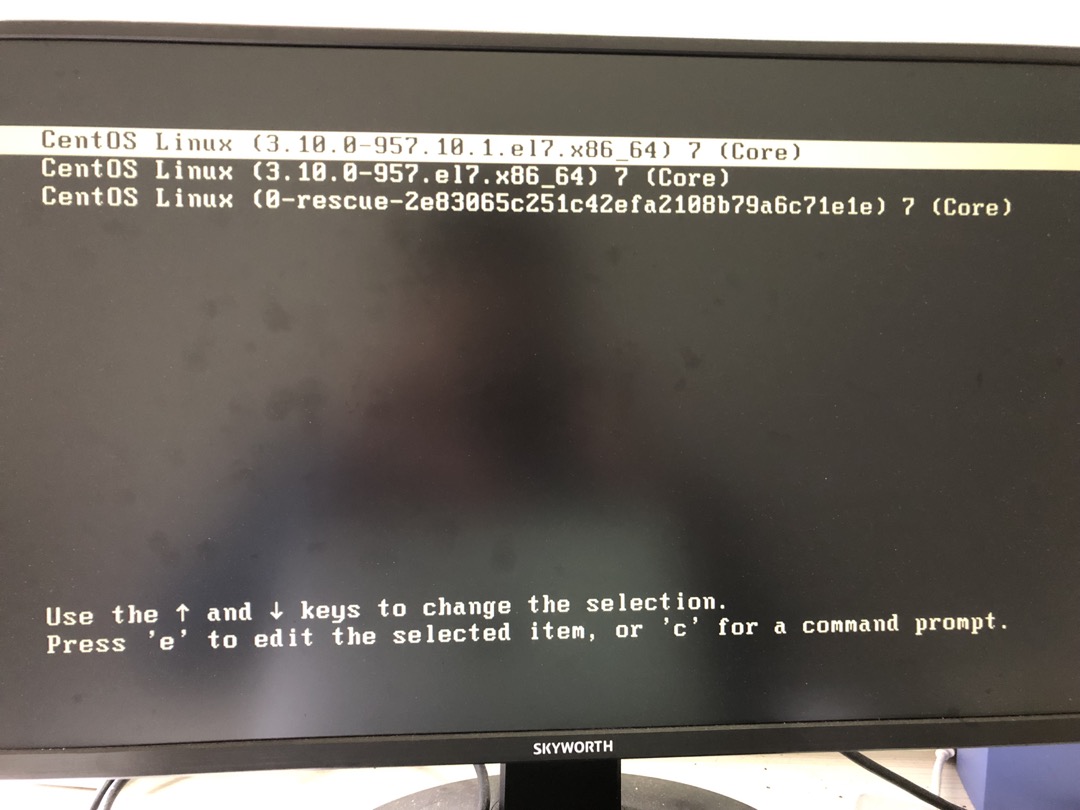 CentOS Linux (3.10.0-957.10.1.el7.x86_64) 7 (Core)
CentOS Linux (3.10.0-957.el7.x86_64) 7 (Core)
CentOS Linux (0-rescue-2e83065c251c42efa2108b79a6c71e1e) 7 (Core)
Use the ↑ and ↓ keys to change the selection.
Press 'e' to edit the selected item, or 'c' for a command prompt.
SKYWORTH